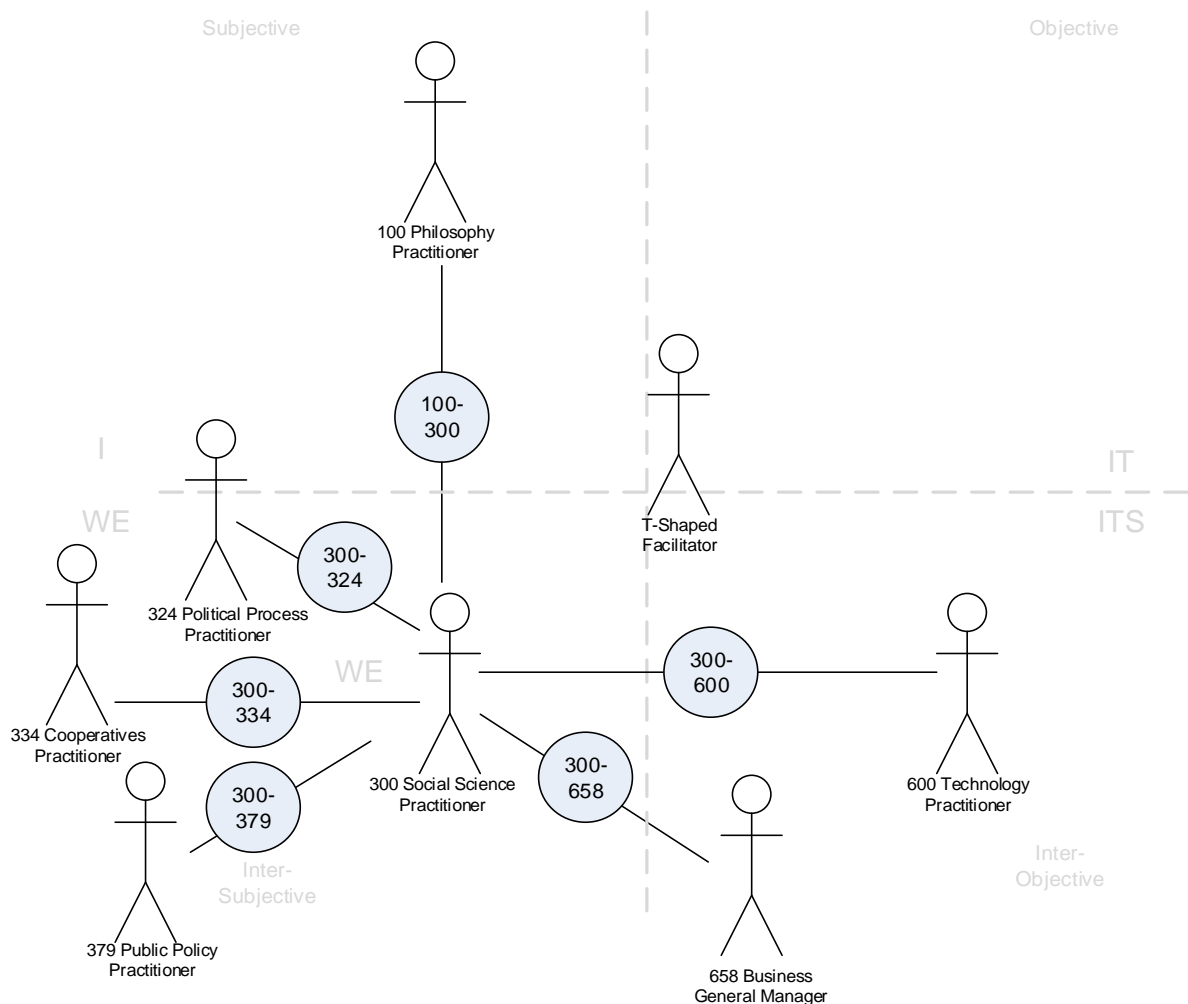 Subjective
Objective
100 Philosophy
Practitioner
100-
300
I
IT
WE
ITS
T-Shaped
Facilitator
300-
324
324 Political Process
Practitioner
WE
300-
334
300-
600
334 Cooperatives
Practitioner
300-
379
300 Social Science
Practitioner
300-
658
600 Technology
Practitioner
Inter-
Subjective
Inter-
Objective
379 Public Policy
Practitioner
658 Business
General Manager